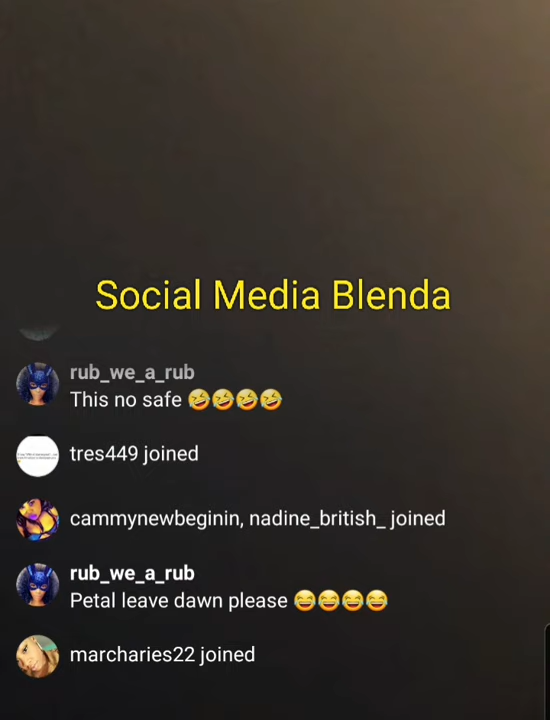 Social Media Blenda
rub_we_a_rub
This no safe 🤣🤣🤣🤣
tres449 joined
cammynewbeginin, nadine_british_ joined
rub_we_a_rub
Petal leave dawn please 😂😂😂😂
marcharies22 joined